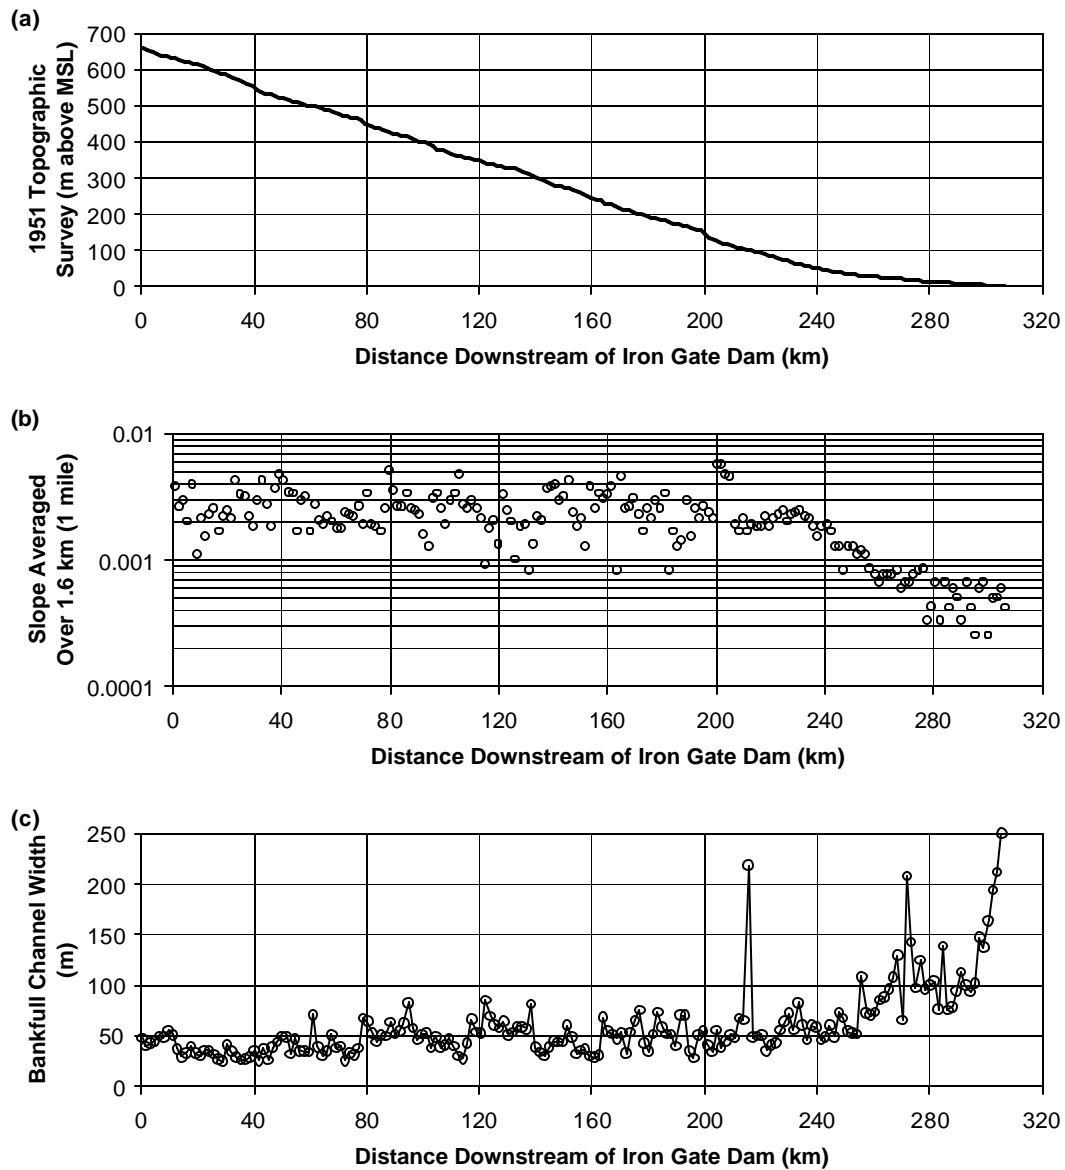 (a)
1951 Topographic
Survey (m above MSL)
700
600
500
400
300
200
100
0
0 40 80 120 160 200 240 280 320
Distance Downstream of Iron Gate Dam (km)
(b)
Slope Averaged
Over 1.6 km (1 mile)
0.01
0.001
0.0001
0 40 80 120 160 200 240 280 320
Distance Downstream of Iron Gate Dam (km)
(c)
Bankfull Channel Width
(m)
250
200
150
100
50
0
0 40 80 120 160 200 240 280 320
Distance Downstream of Iron Gate Dam (km)